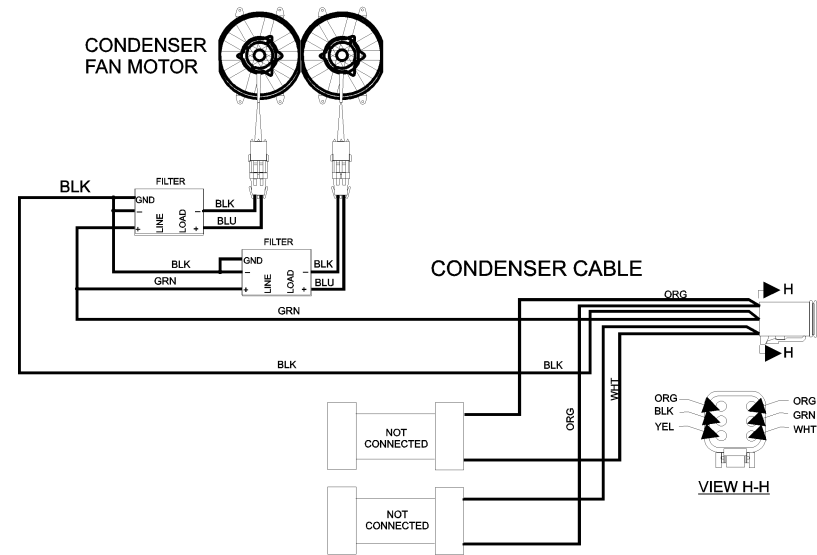 CONDENSER
FAN MOTOR
FILTER
BLK
GND
-
+
LINE
LOAD
-
+
BLK
BLU
FILTER
GND
-
+
LINE
LOAD
-
+
BLK
BLU
BLK
GRN
GRN
CONDENSER CABLE
ORG
H
H
BLK
BLK
ORG
WHT
NOT
CONNECTED
NOT
CONNECTED
ORG
BLK
YEL
ORG
GRN
WHT
VIEW H-H